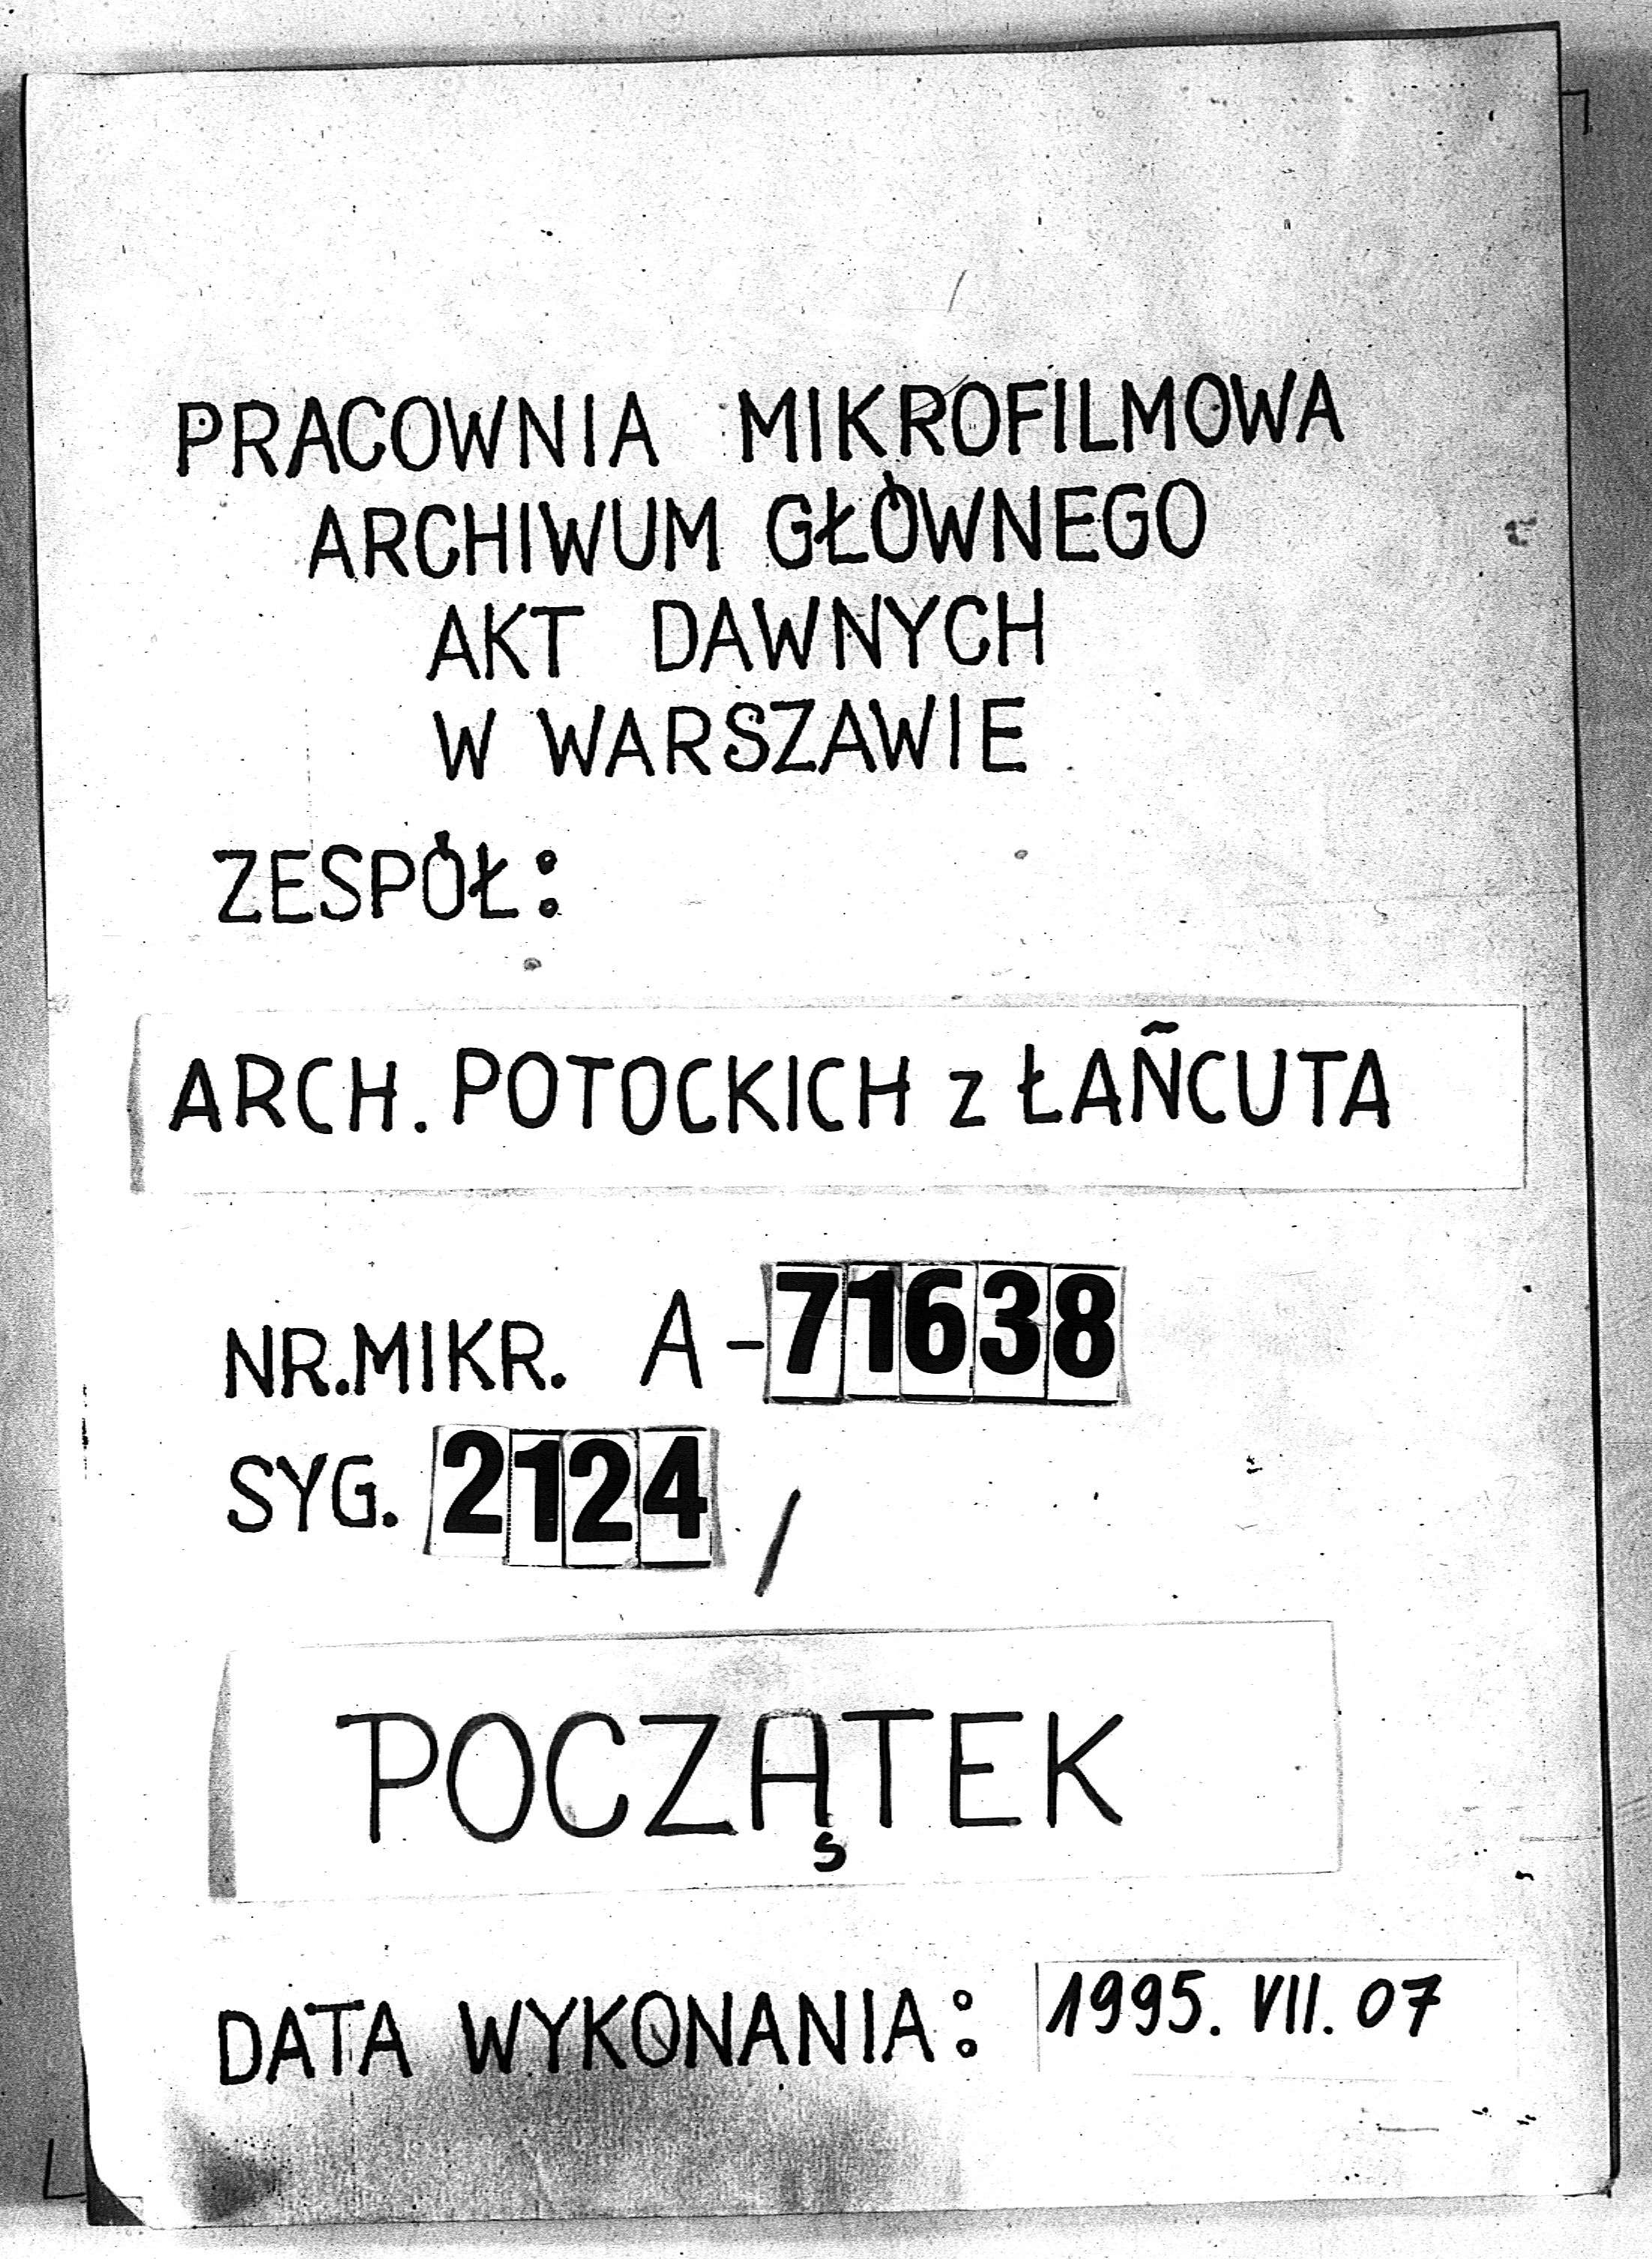 PRACOWNIA MIKROFILMOWA
ARCHIWUM GŁÓWNEGO
AKT DAWNYCH
W WARSZAWIE
ZESPÓŁ:
ARCH. POTOCKICH z ŁAŃCUTA
NR.MIKR. A-71638
SYG. 2124 /
POCZĄTEK
DATA WYKONANIA: 1995. VII. 07